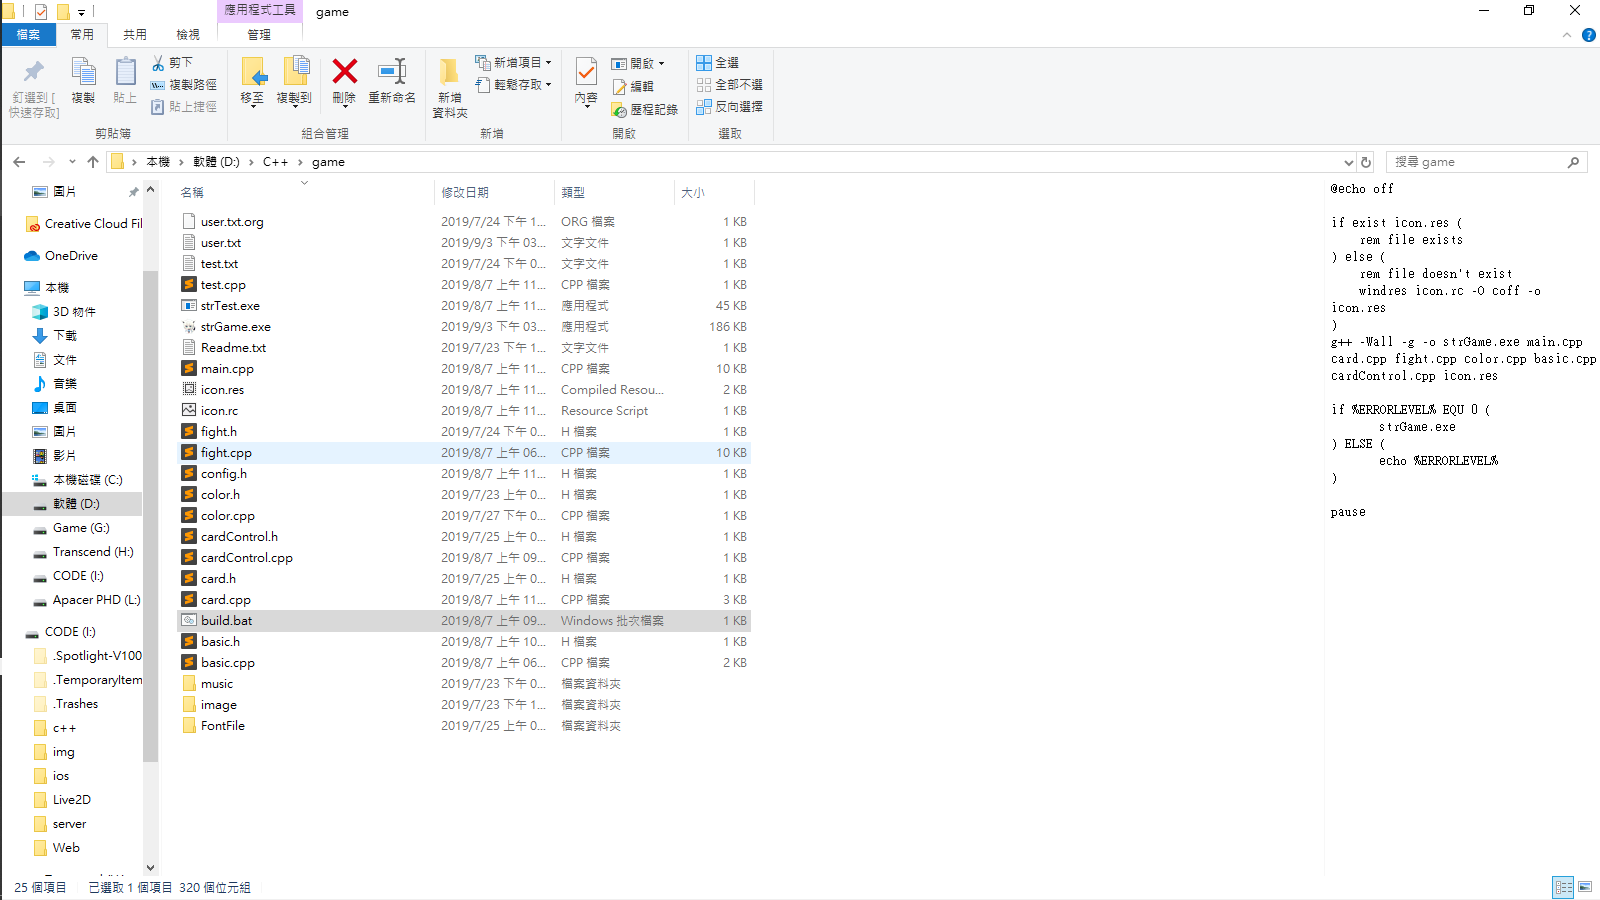 應用程式工具
game
檔案
常用
共用
檢視
管理
釘選到 [
快速存取]
複製
貼上
剪下
複製路徑
貼上捷徑
剪貼簿
移至
複製到
刪除
重新命名
組合管理
新增
資料夾
新增項目
輕鬆存取
新增
內容
開啟
編輯
歷程記錄
開啟
全選
全部不選
反向選擇
選取
本機 › 軟體 (D:) › C++ › game
搜尋 game
圖片
Creative Cloud Fil
OneDrive
本機
3D 物件
下載
文件
音樂
桌面
圖片
影片
本機磁碟 (C:)
軟體 (D:)
Game (G:)
Transcend (H:)
CODE (I:)
Apacer PHD (L:)
CODE (I:)
.Spotlight-V100
.TemporaryItem
.Trashes
c++
img
ios
Live2D
server
Web
名稱 修改日期 類型 大小
user.txt.org 2019/7/24 下午 1... ORG 檔案 1 KB
user.txt 2019/9/3 下午 03... 文字文件 1 KB
test.txt 2019/7/24 下午 0... 文字文件 1 KB
test.cpp 2019/8/7 上午 11... CPP 檔案 1 KB
strTest.exe 2019/8/7 上午 11... 應用程式 45 KB
strGame.exe 2019/9/3 下午 03... 應用程式 186 KB
Readme.txt 2019/7/23 下午 1... 文字文件 1 KB
main.cpp 2019/8/7 上午 11... CPP 檔案 10 KB
icon.res 2019/8/7 上午 11... Compiled Resou... 2 KB
icon.rc 2019/8/7 上午 11... Resource Script 1 KB
fight.h 2019/7/24 下午 0... H 檔案 1 KB
fight.cpp 2019/8/7 上午 06... CPP 檔案 10 KB
config.h 2019/8/7 上午 11... H 檔案 1 KB
color.h 2019/7/23 上午 0... H 檔案 1 KB
color.cpp 2019/7/27 下午 0... CPP 檔案 1 KB
cardControl.h 2019/7/25 上午 0... H 檔案 1 KB
cardControl.cpp 2019/8/7 上午 09... CPP 檔案 1 KB
card.h 2019/7/25 上午 0... H 檔案 1 KB
card.cpp 2019/8/7 上午 11... CPP 檔案 3 KB
build.bat 2019/8/7 上午 09... Windows 批次檔案 1 KB
basic.h 2019/8/7 上午 10... H 檔案 1 KB
basic.cpp 2019/8/7 上午 06... CPP 檔案 2 KB
music 2019/7/23 下午 0... 檔案資料夾
image 2019/7/23 下午 1... 檔案資料夾
FontFile 2019/7/25 上午 0... 檔案資料夾
@echo off
if exist icon.res (
rem file exists
) else (
rem file doesn't exist
windres icon.rc -O coff -o
icon.res
)
g++ -Wall -g -o strGame.exe main.cpp
card.cpp fight.cpp color.cpp basic.cpp
cardControl.cpp icon.res
if %ERRORLEVEL% EQU 0 (
strGame.exe
) ELSE (
echo %ERRORLEVEL%
)
pause
25 個項目 已選取 1 個項目 320 個位元組